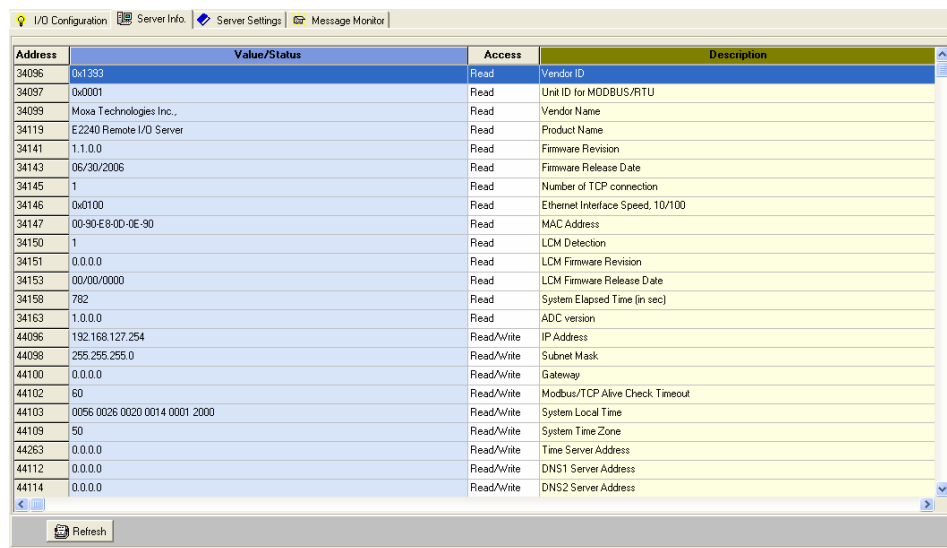 I/O Configuration Server Info. Server Settings Message Monitor
Address Value/Status Access Description
34096 0x1393 Read Vendor ID
34097 0x0001 Read Unit ID for MODBUS/RTU
34099 Moxa Technologies Inc., Read Vendor Name
34119 E2240 Remote I/O Server Read Product Name
34141 1.1.0.0 Read Firmware Revision
34143 06/30/2006 Read Firmware Release Date
34145 1 Read Number of TCP connection
34146 0x0100 Read Ethernet Interface Speed, 10/100
34147 00-90-E8-0D-0E-90 Read MAC Address
34150 1 Read LCM Detection
34151 0.0.0.0 Read LCM Firmware Revision
34153 00/00/0000 Read LCM Firmware Release Date
34158 782 Read System Elapsed Time (in sec)
34163 1.0.0.0 Read ADC version
44096 192.168.127.254 Read/Write IP Address
44098 255.255.255.0 Read/Write Subnet Mask
44100 0.0.0.0 Read/Write Gateway
44102 60 Read/Write Modbus/TCP Alive Check Timeout
44103 0056 0026 0020 0014 0001 2000 Read/Write System Local Time
44109 50 Read/Write System Time Zone
44263 0.0.0.0 Read/Write Time Server Address
44112 0.0.0.0 Read/Write DNS1 Server Address
44114 0.0.0.0 Read/Write DNS2 Server Address
Refresh